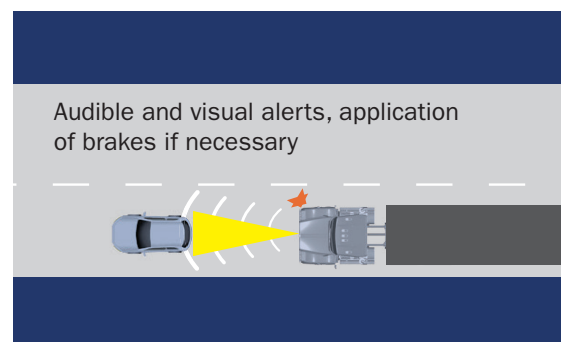 Audible and visual alerts, application
of brakes if necessary